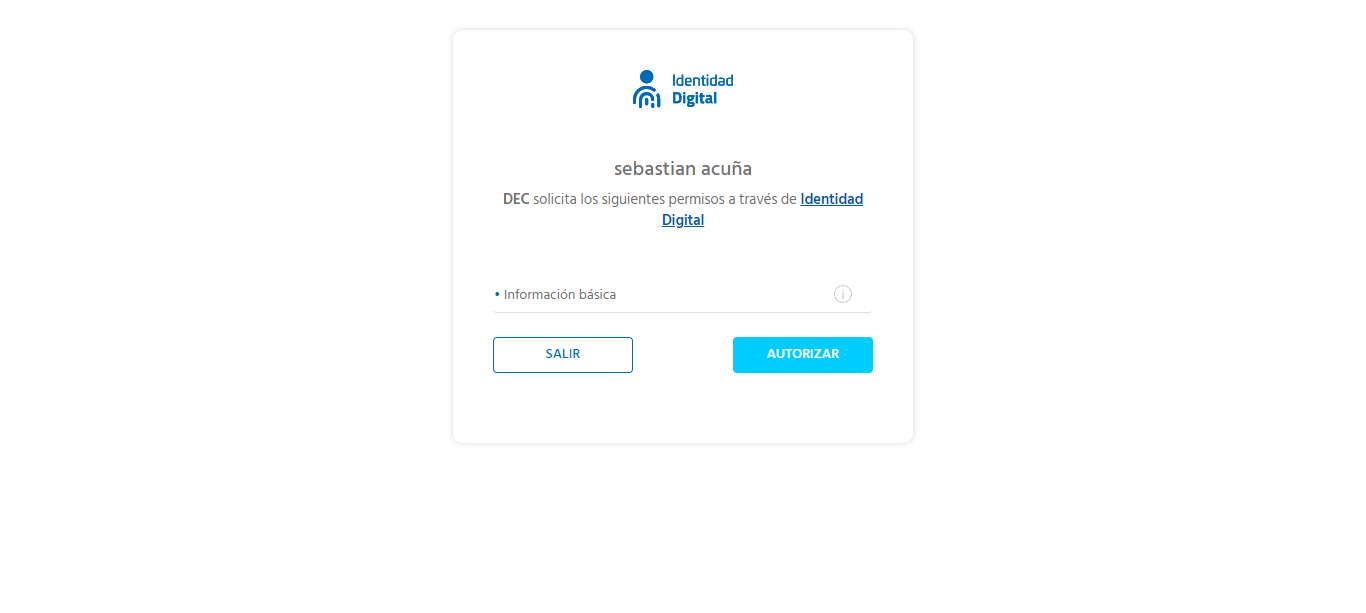 Identidad
Digital
sebastian acuña
DEC solicita los siguientes permisos a través de Identidad
Digital
• Información básica
SALIR
AUTORIZAR